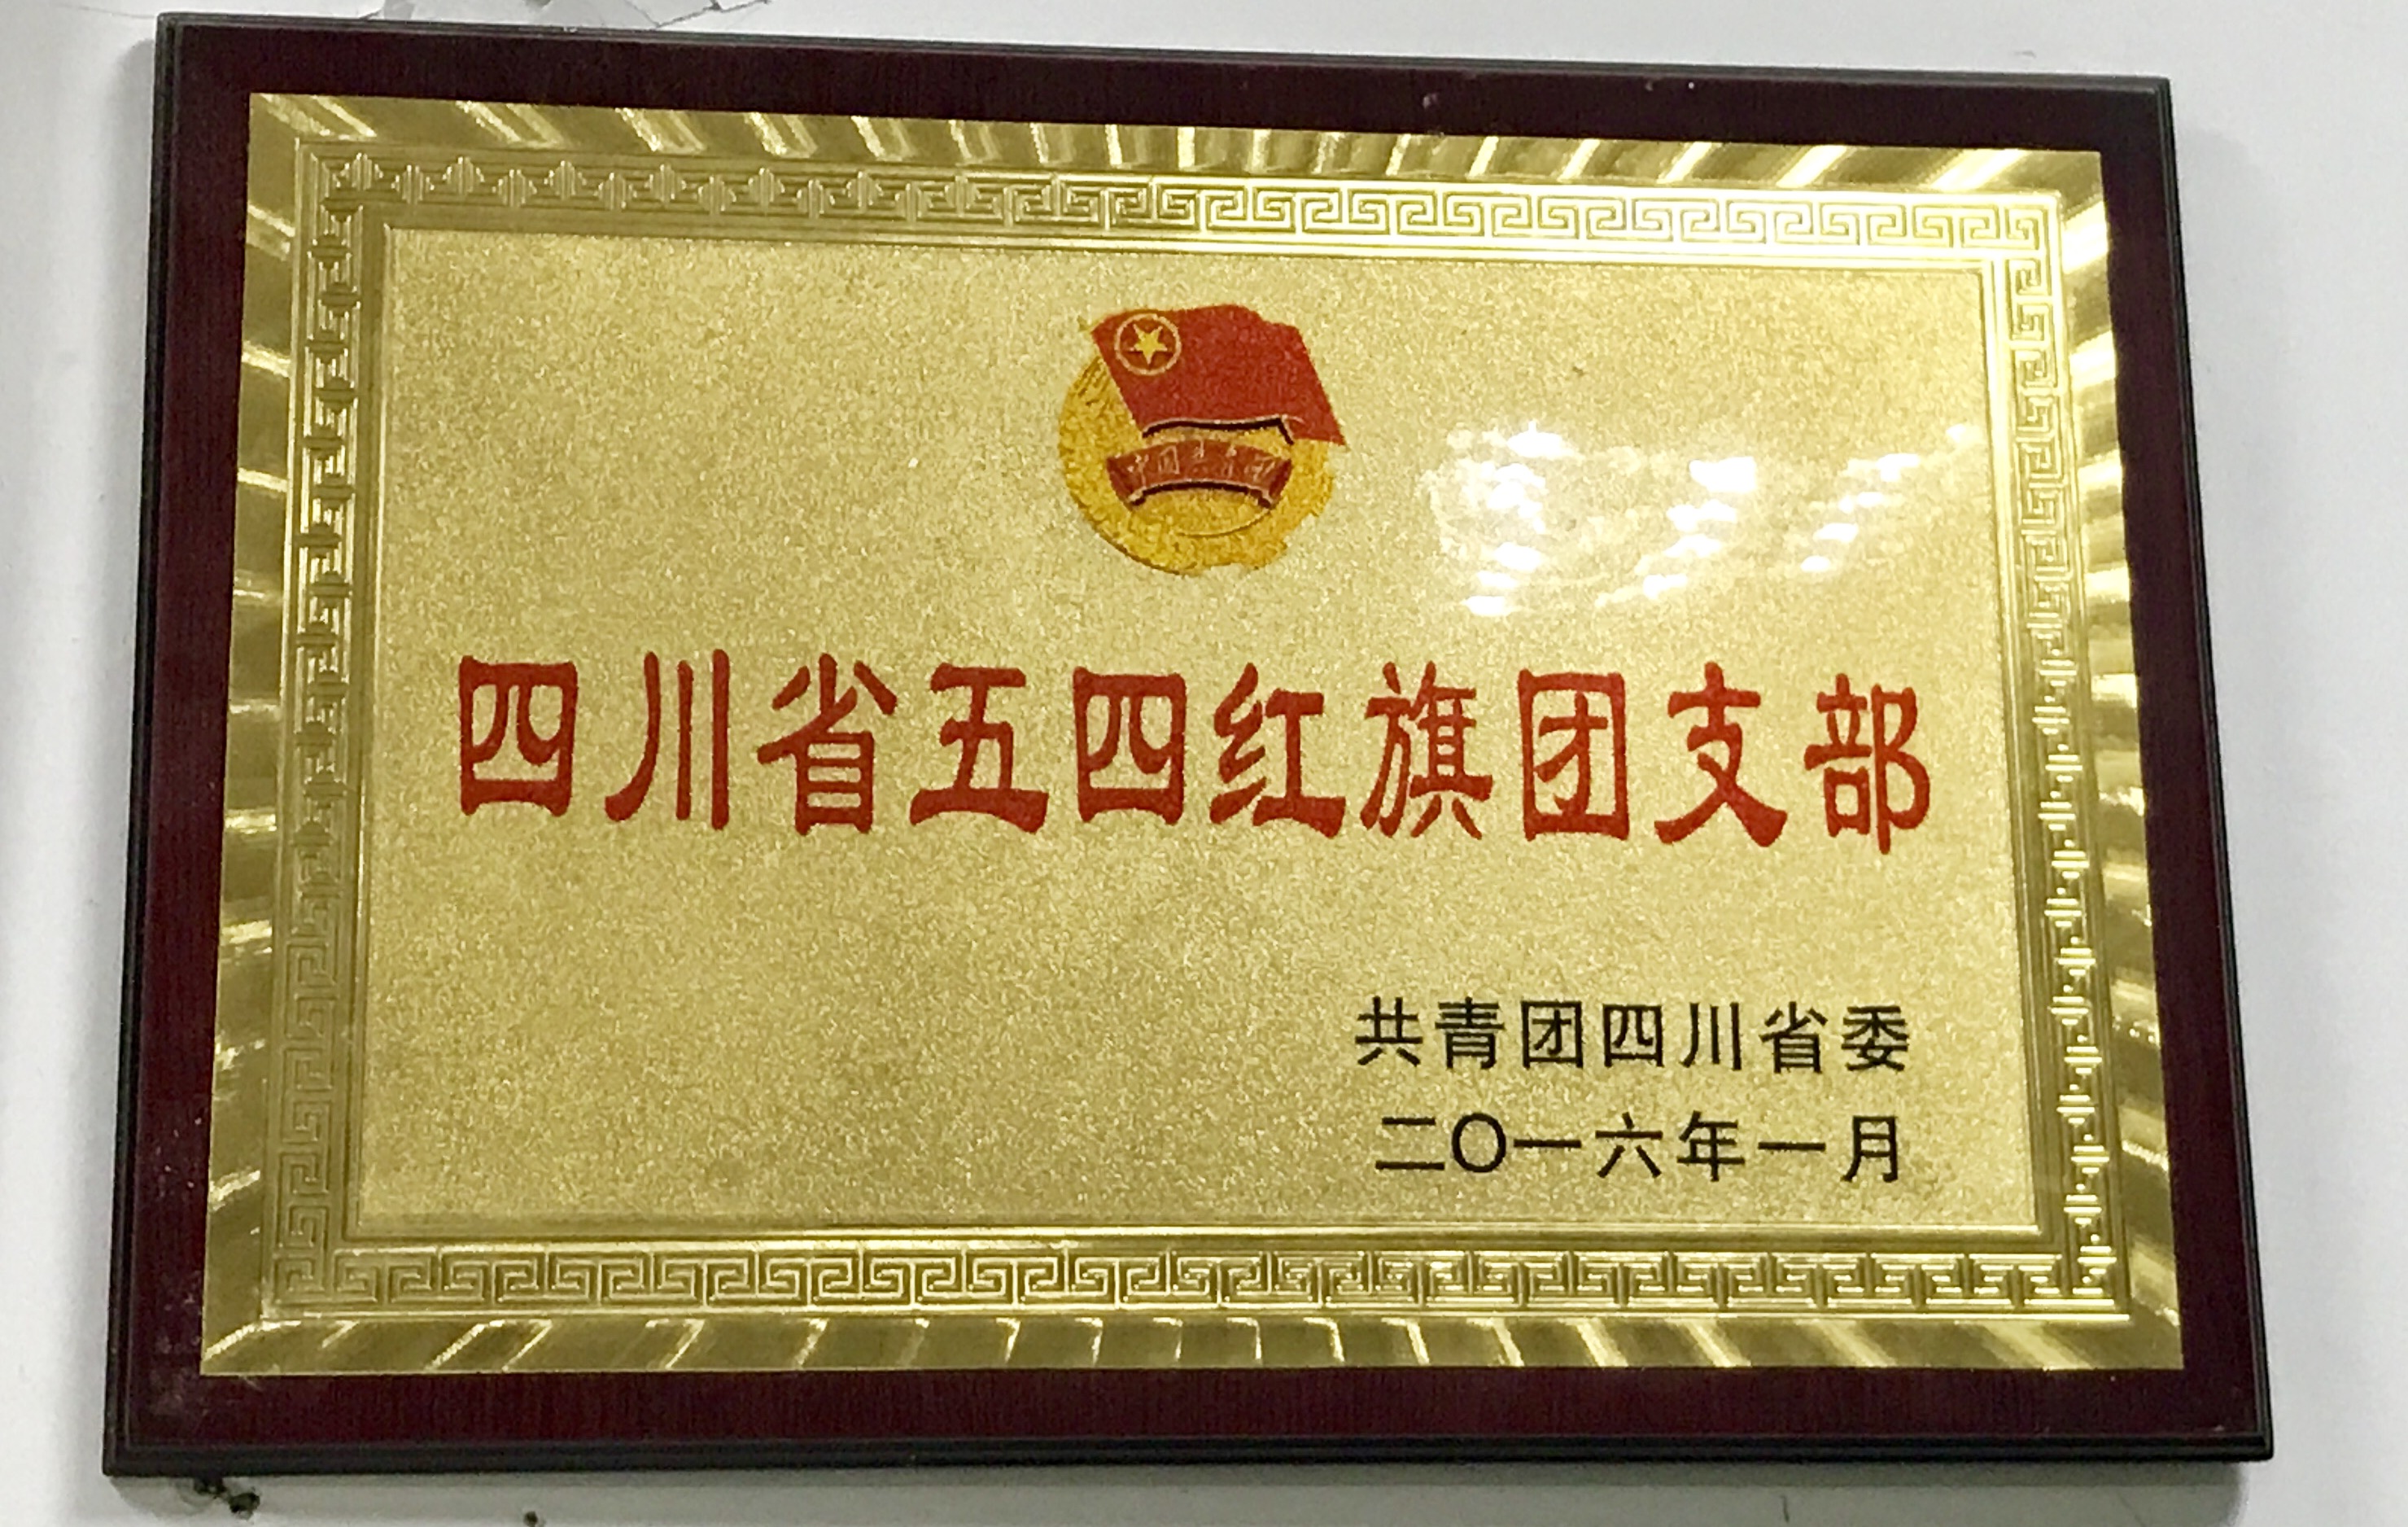 四川省五四红旗团支部
共青团四川省委
二〇一六年一月